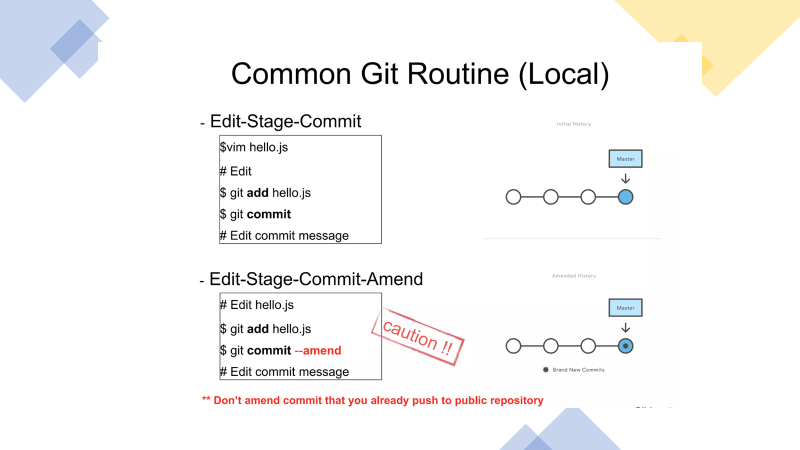 Common Git Routine (Local)
- Edit-Stage-Commit
$vim hello.js
# Edit
$ git add hello.js
$ git commit
# Edit commit message
Initial History
Master
- Edit-Stage-Commit-Amend
# Edit hello.js
$ git add hello.js
$ git commit --amend
# Edit commit message
caution !!
Amended History
Master
Brand New Commits
** Don't amend commit that you already push to public repository